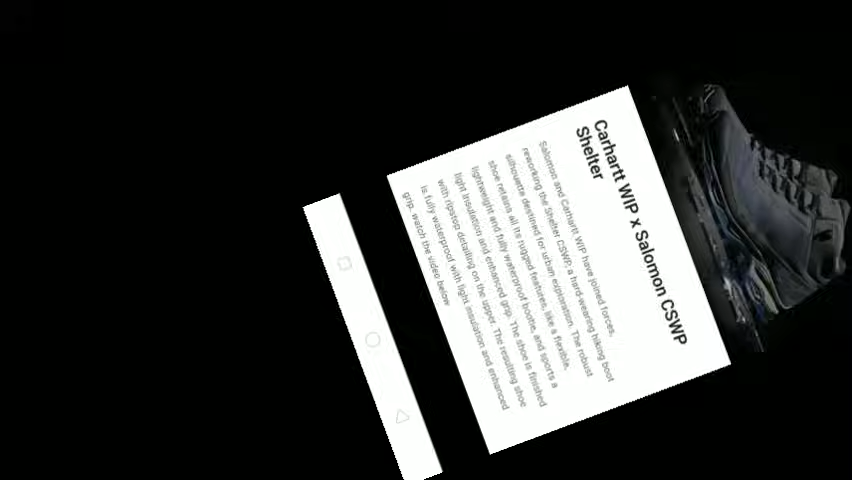 Carhartt WIP x Salomon CSWP
Shelter
Salomon and Carhartt WIP have joined forces,
reworking the Shelter CSWP, a hard-wearing hiking boot
silhouette destined for urban exploration. The robust
shoe retains all its rugged features, like a flexible,
lightweight and fully waterproof bootie, and sports a
light insulation and enhanced grip. The shoe is finished
with ripstop detailing on the upper. The resulting shoe
is fully waterproof with light insulation and enhanced
grip. watch the video below